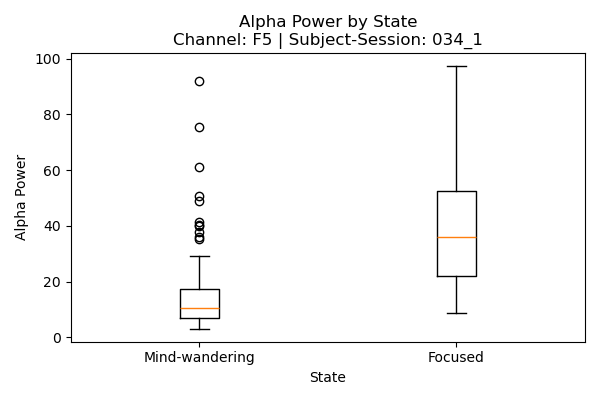 Alpha Power by State
Channel: F5 | Subject-Session: 034_1
Alpha Power
100
80
60
40
20
0
Mind-wandering
Focused
State